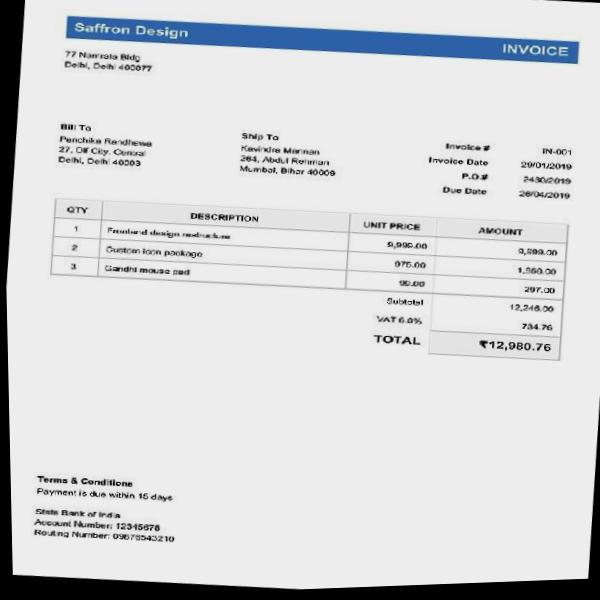 Saffron Design
INVOICE
77 Namrata Bldg
Delhi, Delhi 400077
Bill To
Panchika Randhawa
27, Dlf City, Central
Delhi, Delhi 40003
Ship To
Kavindra Mannan
264, Abdul Rehman
Mumbai, Bihar 40009
Invoice # IN-001
Invoice Date 29/01/2019
P.O.# 2430/2019
Due Date 26/04/2019
QTY DESCRIPTION UNIT PRICE AMOUNT
1 Frontend design restructure 9,999.00 9,999.00
2 Custom icon package 975.00 1,950.00
3 Gandhi mouse pad 99.00 297.00
Subtotal 12,246.00
VAT 6.0% 734.76
TOTAL ₹12,980.76
Terms & Conditions
Payment is due within 15 days
State Bank of India
Account Number: 12345678
Routing Number: 09876543210